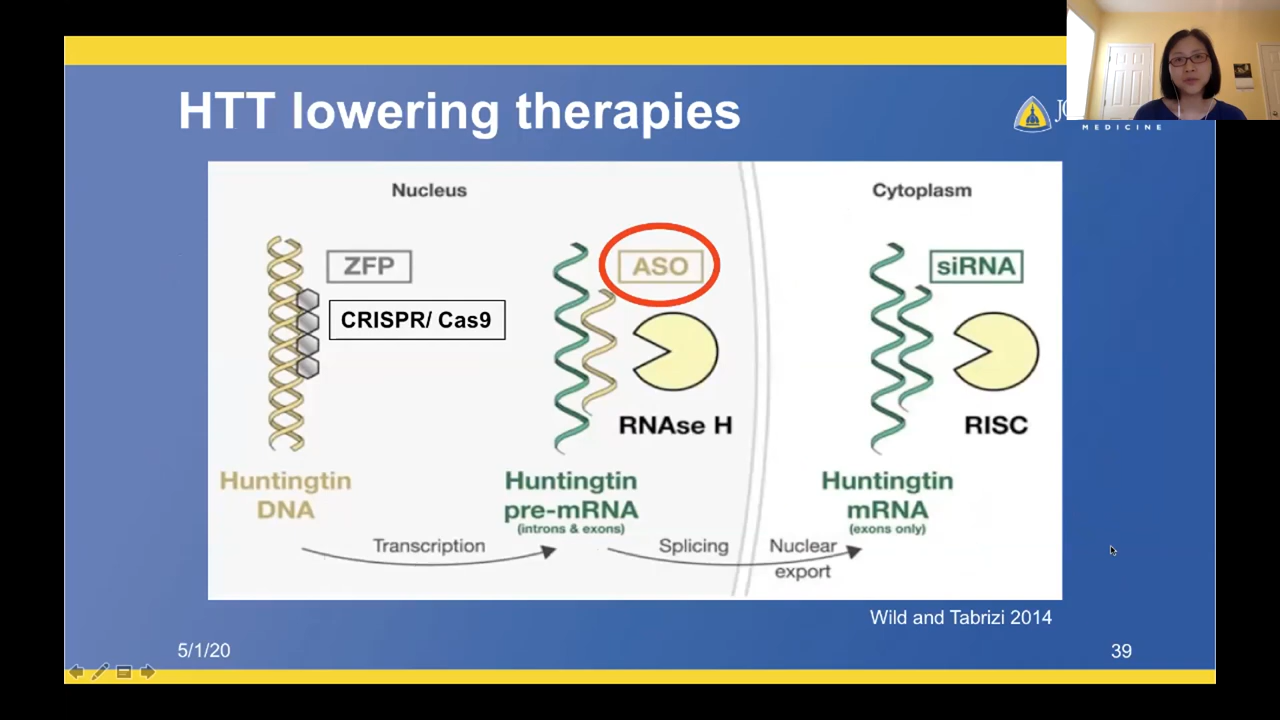 HTT lowering therapies
MEDICINE
Nucleus
Cytoplasm
ZFP
ASO
siRNA
CRISPR/ Cas9
RNAse H
RISC
Huntingtin
DNA
Huntingtin
pre-mRNA
(introns & exons)
Huntingtin
mRNA
(exons only)
Transcription
Splicing
Nuclear
export
Wild and Tabrizi 2014
5/1/20
39